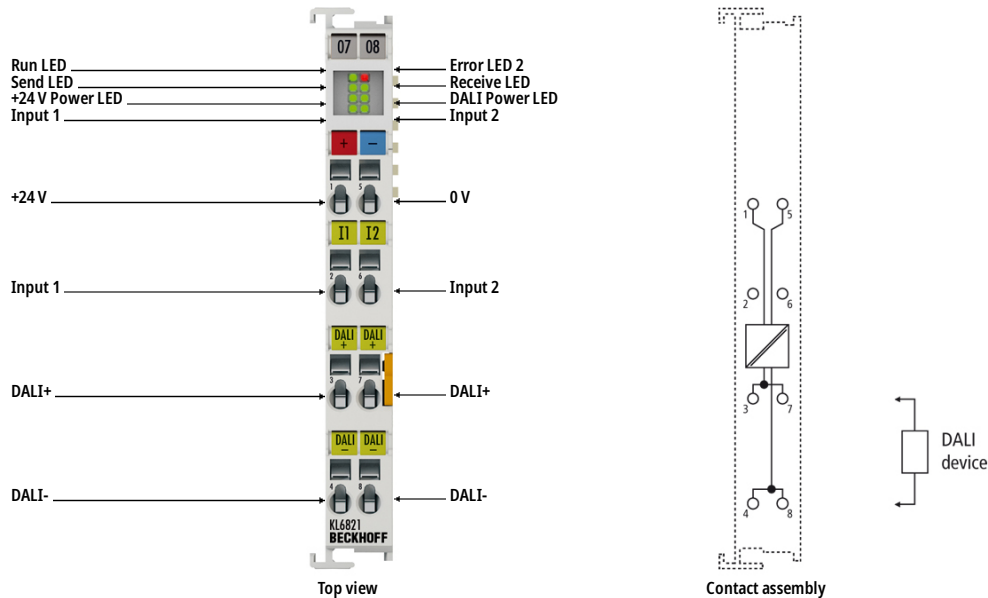 07 08
Run LED
Error LED 2
Send LED
Receive LED
+24 V Power LED
DALI Power LED
Input 1
Input 2
+ −
1 5
+24 V
0 V
1 5
I1 I2
2 6
Input 1
Input 2
2 6
DALI + DALI +
3 7
DALI+
DALI+
3 7
DALI
device
DALI − DALI −
4 8
DALI-
DALI-
4 8
KL6821
BECKHOFF
Top view
Contact assembly